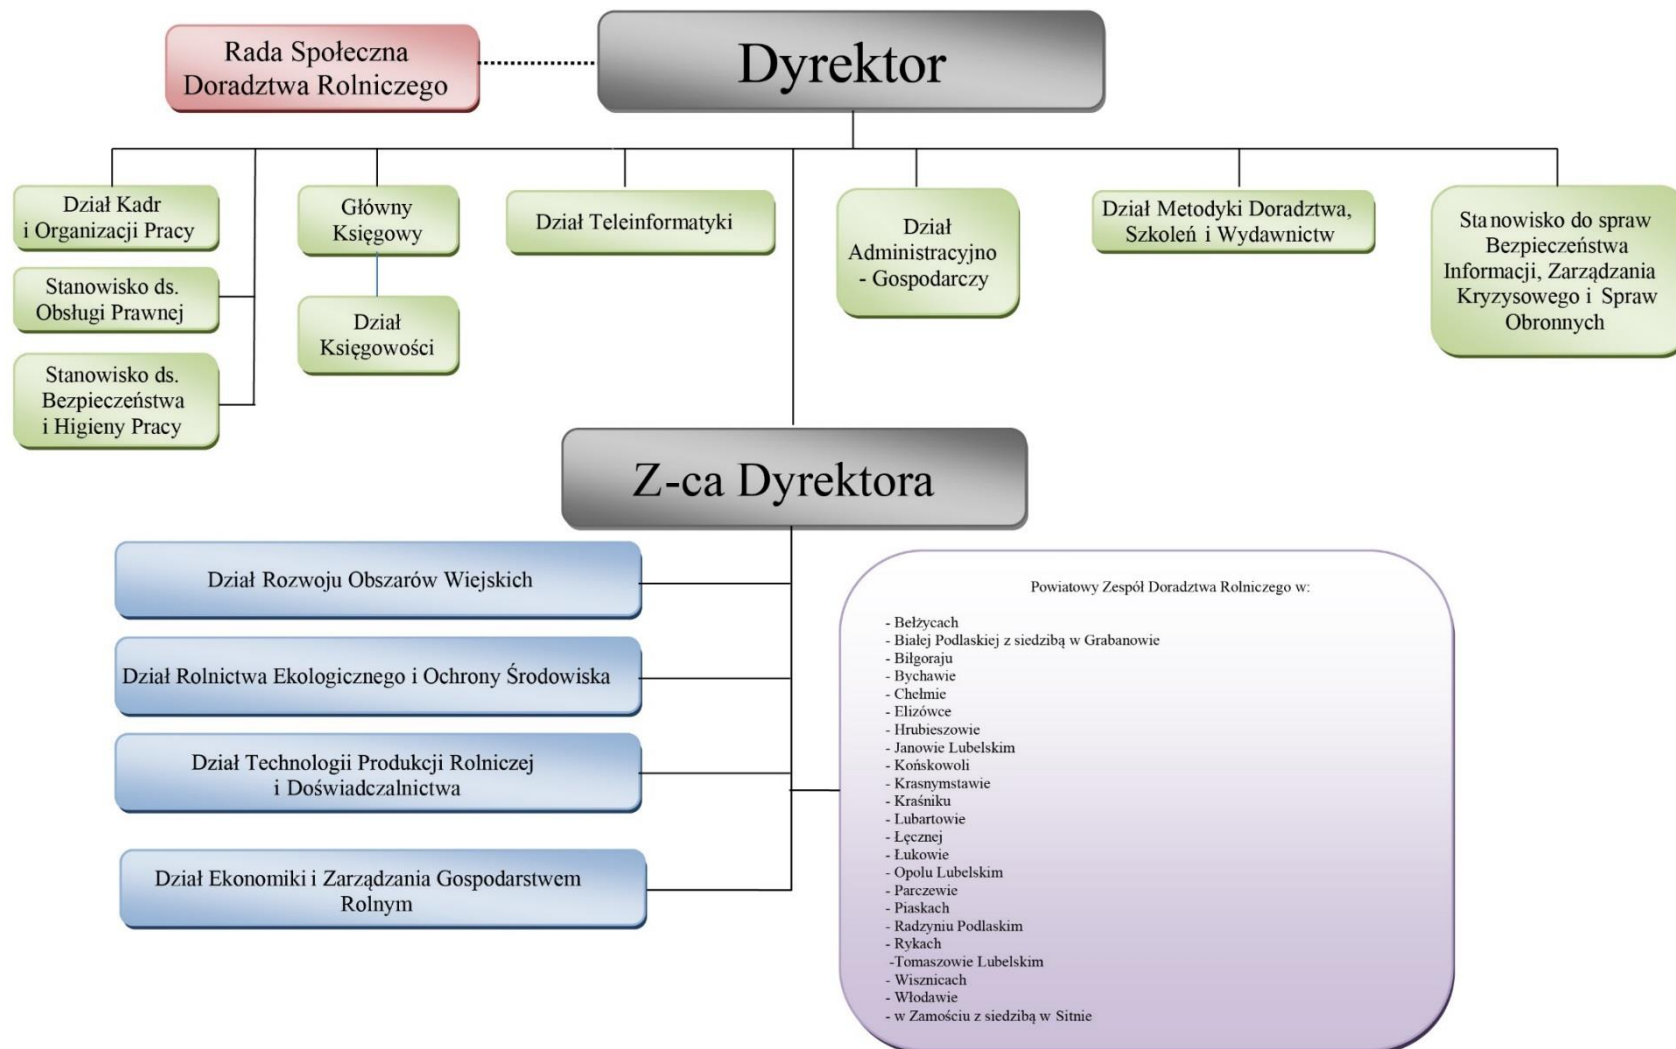 Rada Społeczna
Doradztwa Rolniczego
Dyrektor
Dział Kadr
i Organizacji Pracy
Stanowisko ds.
Obsługi Prawnej
Stanowisko ds.
Bezpieczeństwa
i Higieny Pracy
Główny
Księgowy
Dział
Księgowości
Dział Teleinformatyki
Dział
Administracyjno
- Gospodarczy
Dział Metodyki Doradztwa,
Szkoleń i Wydawnictw
Stanowisko do spraw
Bezpieczeństwa
Informacji, Zarządzania
Kryzysowego i Spraw
Obronnych
Z-ca Dyrektora
Dział Rozwoju Obszarów Wiejskich
Dział Rolnictwa Ekologicznego i Ochrony Środowiska
Dział Technologii Produkcji Rolniczej
i Doświadczalnictwa
Dział Ekonomiki i Zarządzania Gospodarstwem
Rolnym
Powiatowy Zespół Doradztwa Rolniczego w:
- Bełżycach
- Białej Podlaskiej z siedzibą w Grabanowie
- Biłgoraju
- Bychawie
- Chełmie
- Elizówce
- Hrubieszowie
- Janowie Lubelskim
- Końskowoli
- Krasnymstawie
- Kraśniku
- Lubartowie
- Łęcznej
- Łukowie
- Opolu Lubelskim
- Parczewie
- Piaskach
- Radzyniu Podlaskim
- Rykach
-Tomaszowie Lubelskim
- Wisznicach
- Włodawie
- w Zamościu z siedzibą w Sitnie